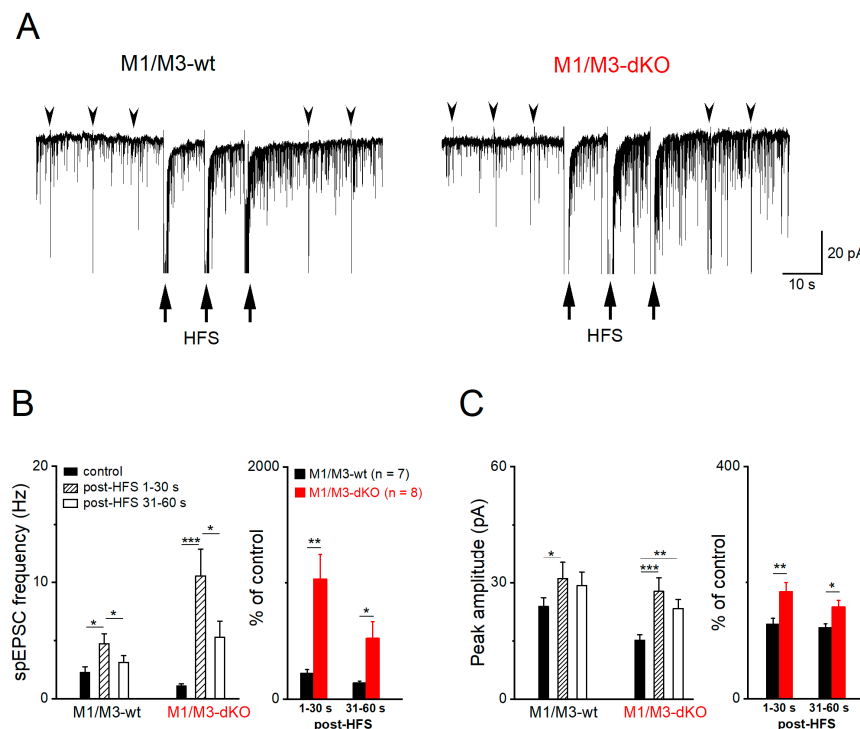 A
M1/M3-wt
M1/M3-dKO
20 pA
10 s
HFS
HFS
B
spEPSC frequency (Hz)
20
10
0
control
post-HFS 1-30 s
post-HFS 31-60 s
*
*
***
*
M1/M3-wt
M1/M3-dKO
% of control
2000
0
M1/M3-wt (n = 7)
M1/M3-dKO (n = 8)
**
*
1-30 s
31-60 s
post-HFS
C
Peak amplitude (pA)
60
30
0
*
***
**
M1/M3-wt
M1/M3-dKO
% of control
400
0
**
*
1-30 s
31-60 s
post-HFS